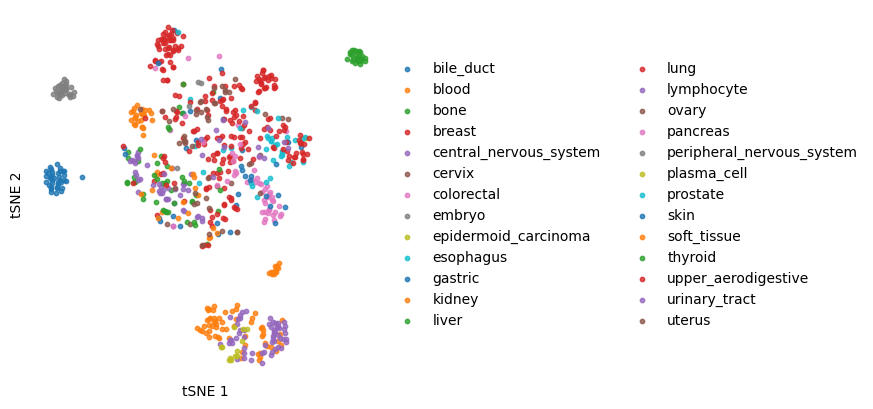 tSNE 2
tSNE 1
bile_duct
blood
bone
breast
central_nervous_system
cervix
colorectal
embryo
epidermoid_carcinoma
esophagus
gastric
kidney
liver
lung
lymphocyte
ovary
pancreas
peripheral_nervous_system
plasma_cell
prostate
skin
soft_tissue
thyroid
upper_aerodigestive
urinary_tract
uterus